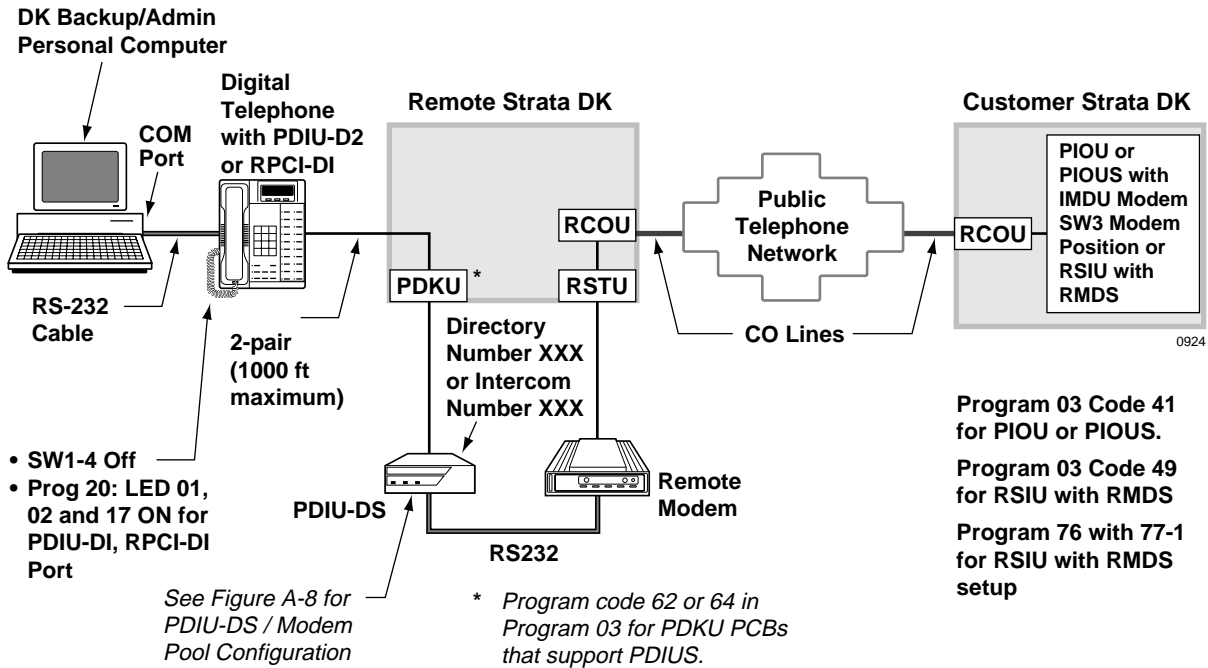 DK Backup/Admin
Personal Computer
Digital
Telephone
with PDIU-D2
or RPCI-DI
COM
Port
RS-232
Cable
2-pair
(1000 ft
maximum)
• SW1-4 Off
• Prog 20: LED 01,
02 and 17 ON for
PDIU-DI, RPCI-DI
Port
Remote Strata DK
RCOU
PDKU
*
RSTU
Directory
Number XXX
or Intercom
Number XXX
PDIU-DS
RS232
Remote
Modem
See Figure A-8 for
PDIU-DS / Modem
Pool Configuration
* Program code 62 or 64 in
Program 03 for PDKU PCBs
that support PDIUS.
Public
Telephone
Network
CO Lines
Customer Strata DK
RCOU
PIOU or
PIOUS with
IMDU Modem
SW3 Modem
Position or
RSIU with
RMDS
0924
Program 03 Code 41
for PIOU or PIOUS.
Program 03 Code 49
for RSIU with RMDS
Program 76 with 77-1
for RSIU with RMDS
setup